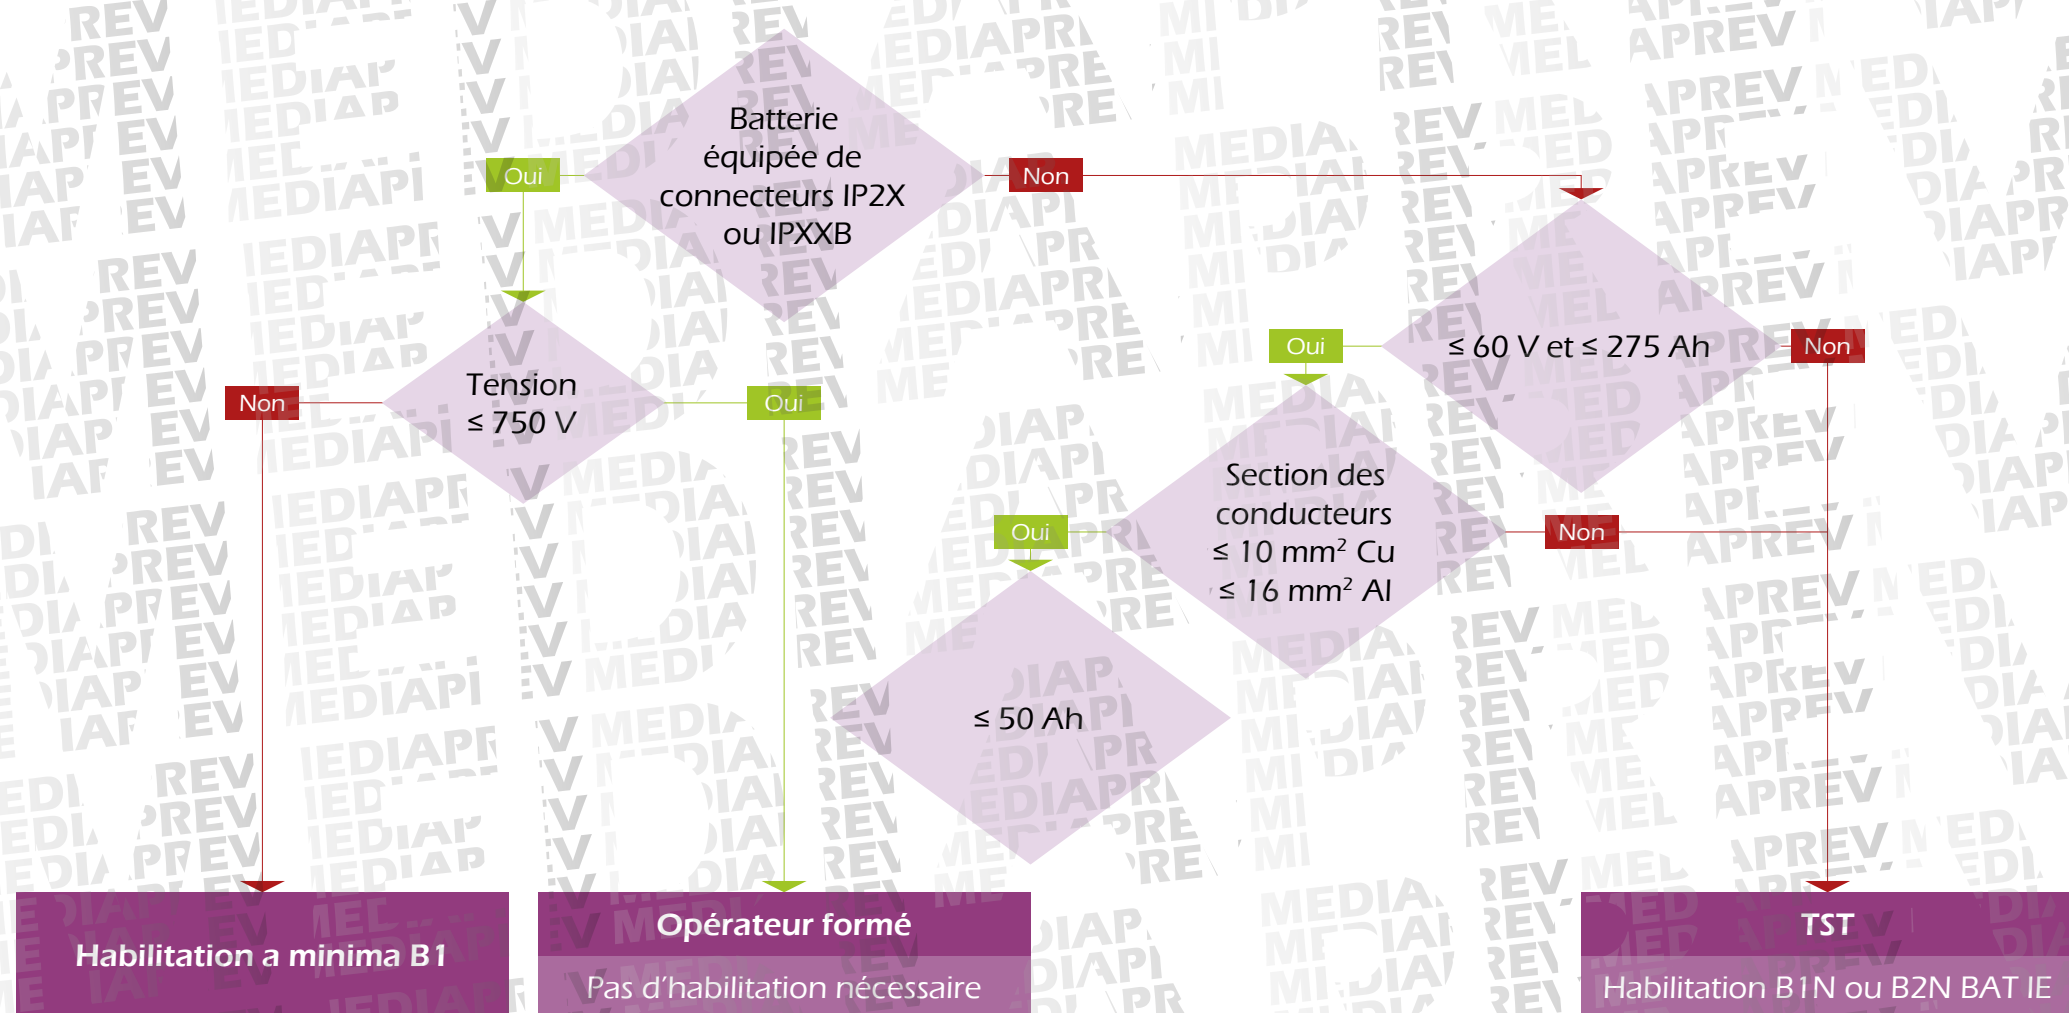 Batterie
équipée de
connecteurs IP2X
ou IPXXB
Oui
Non
Tension
≤ 750 V
Non
Oui
≤ 60 V et ≤ 275 Ah
Oui
Non
Section des
conducteurs
≤ 10 mm² Cu
≤ 16 mm² Al
Oui
Non
≤ 50 Ah
Habilitation a minima B1
Opérateur formé
Pas d’habilitation nécessaire
TST
Habilitation B1N ou B2N BAT IE